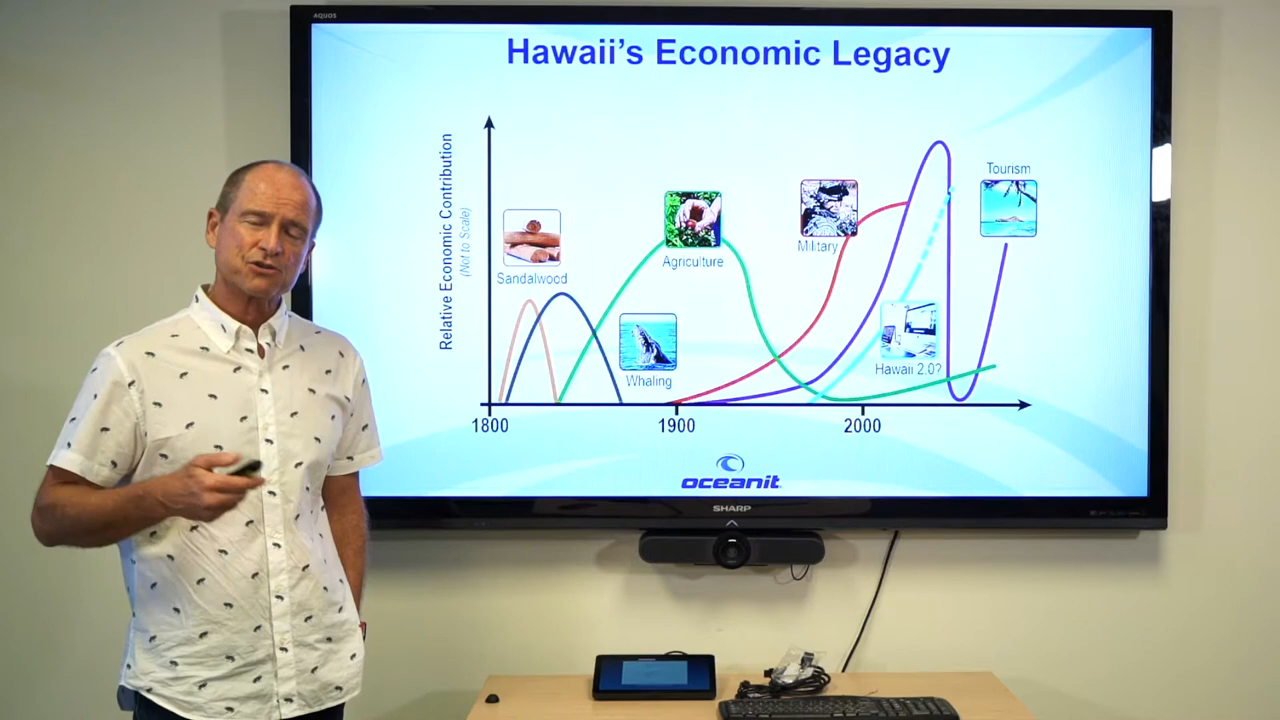 AQUOS
Hawaii's Economic Legacy
Relative Economic Contribution
(Not to Scale)
Sandalwood
Whaling
Agriculture
Military
Tourism
Hawaii 2.0?
1800
1900
2000
oceanit
SHARP